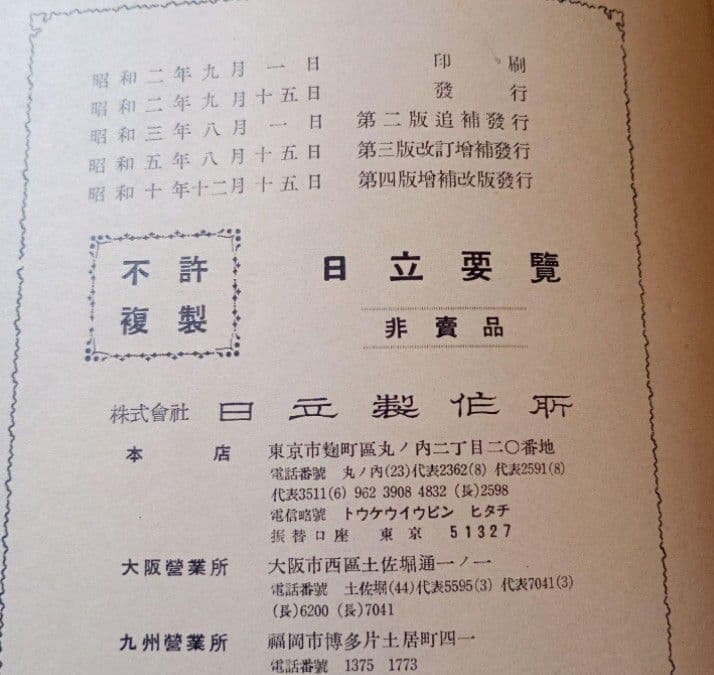 昭和二年九月一日 印刷
昭和二年九月十五日 發行
昭和三年八月一日 第二版追補發行
昭和五年八月十五日 第三版改訂增補發行
昭和十年十二月十五日 第四版增補改版發行
不許
複製
日立要覽
非賣品
株式會社 日立製作所
本店 東京市麹町區丸ノ內二丁目二〇番地
電話番號 丸ノ內(23)代表2362(8) 代表2591(8)
代表3511(6) 962 3908 4832 (長)2598
電信略號 トウケウイウビン ヒタチ
振替口座 東京 51327
大阪營業所 大阪市西區土佐堀通一ノ一
電話番號 土佐堀(44)代表5595(3) 代表7041(3)
(長)6200 (長)7041
九州營業所 福岡市博多片土居町四一
電話番號 1375 1773